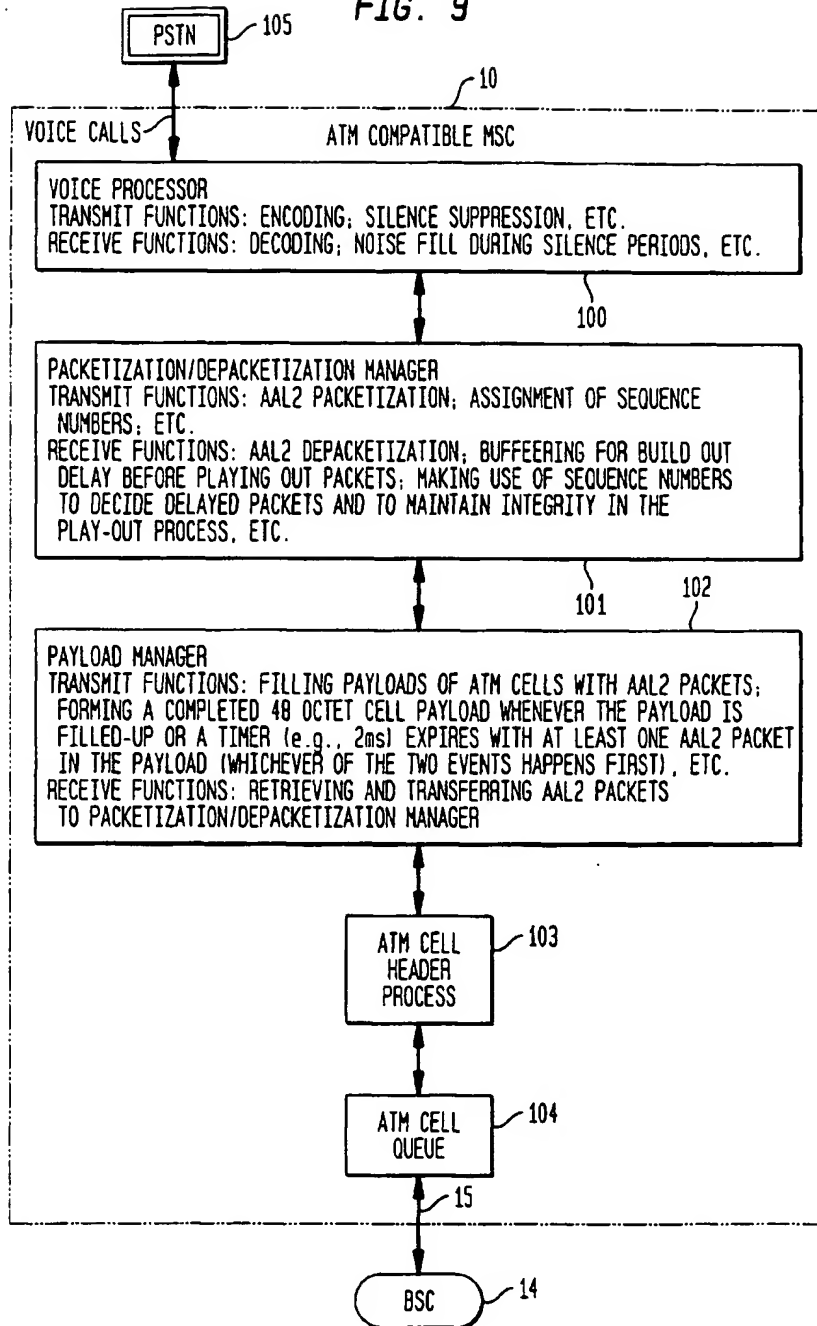 FIG. 9
PSTN
105
10
VOICE CALLS
ATM COMPATIBLE MSC
VOICE PROCESSOR
TRANSMIT FUNCTIONS: ENCODING; SILENCE SUPPRESSION, ETC.
RECEIVE FUNCTIONS: DECODING; NOISE FILL DURING SILENCE PERIODS, ETC.
100
PACKETIZATION/DEPACKETIZATION MANAGER
TRANSMIT FUNCTIONS: AAL2 PACKETIZATION; ASSIGNMENT OF SEQUENCE
NUMBERS; ETC.
RECEIVE FUNCTIONS: AAL2 DEPACKETIZATION; BUFFEERING FOR BUILD OUT
DELAY BEFORE PLAYING OUT PACKETS; MAKING USE OF SEQUENCE NUMBERS
TO DECIDE DELAYED PACKETS AND TO MAINTAIN INTEGRITY IN THE
PLAY-OUT PROCESS, ETC.
101
102
PAYLOAD MANAGER
TRANSMIT FUNCTIONS: FILLING PAYLOADS OF ATM CELLS WITH AAL2 PACKETS;
FORMING A COMPLETED 48 OCTET CELL PAYLOAD WHENEVER THE PAYLOAD IS
FILLED-UP OR A TIMER (e.g., 2ms) EXPIRES WITH AT LEAST ONE AAL2 PACKET
IN THE PAYLOAD (WHICHEVER OF THE TWO EVENTS HAPPENS FIRST), ETC.
RECEIVE FUNCTIONS: RETRIEVING AND TRANSFERRING AAL2 PACKETS
TO PACKETIZATION/DEPACKETIZATION MANAGER
ATM CELL
HEADER
PROCESS
103
ATM CELL
QUEUE
104
15
BSC
14